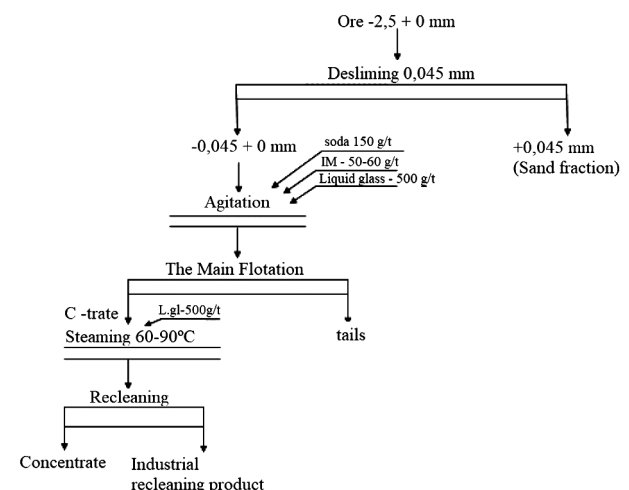 Ore -2,5 + 0 mm
Desliming 0,045 mm
-0,045 + 0 mm
soda 150 g/t
IM - 50-60 g/t
Liquid glass - 500 g/t
+0,045 mm
(Sand fraction)
Agitation
The Main Flotation
C -trate
L.gl-500g/t
Steaming 60-90ºC
tails
Recleaning
Concentrate
Industrial
recleaning product